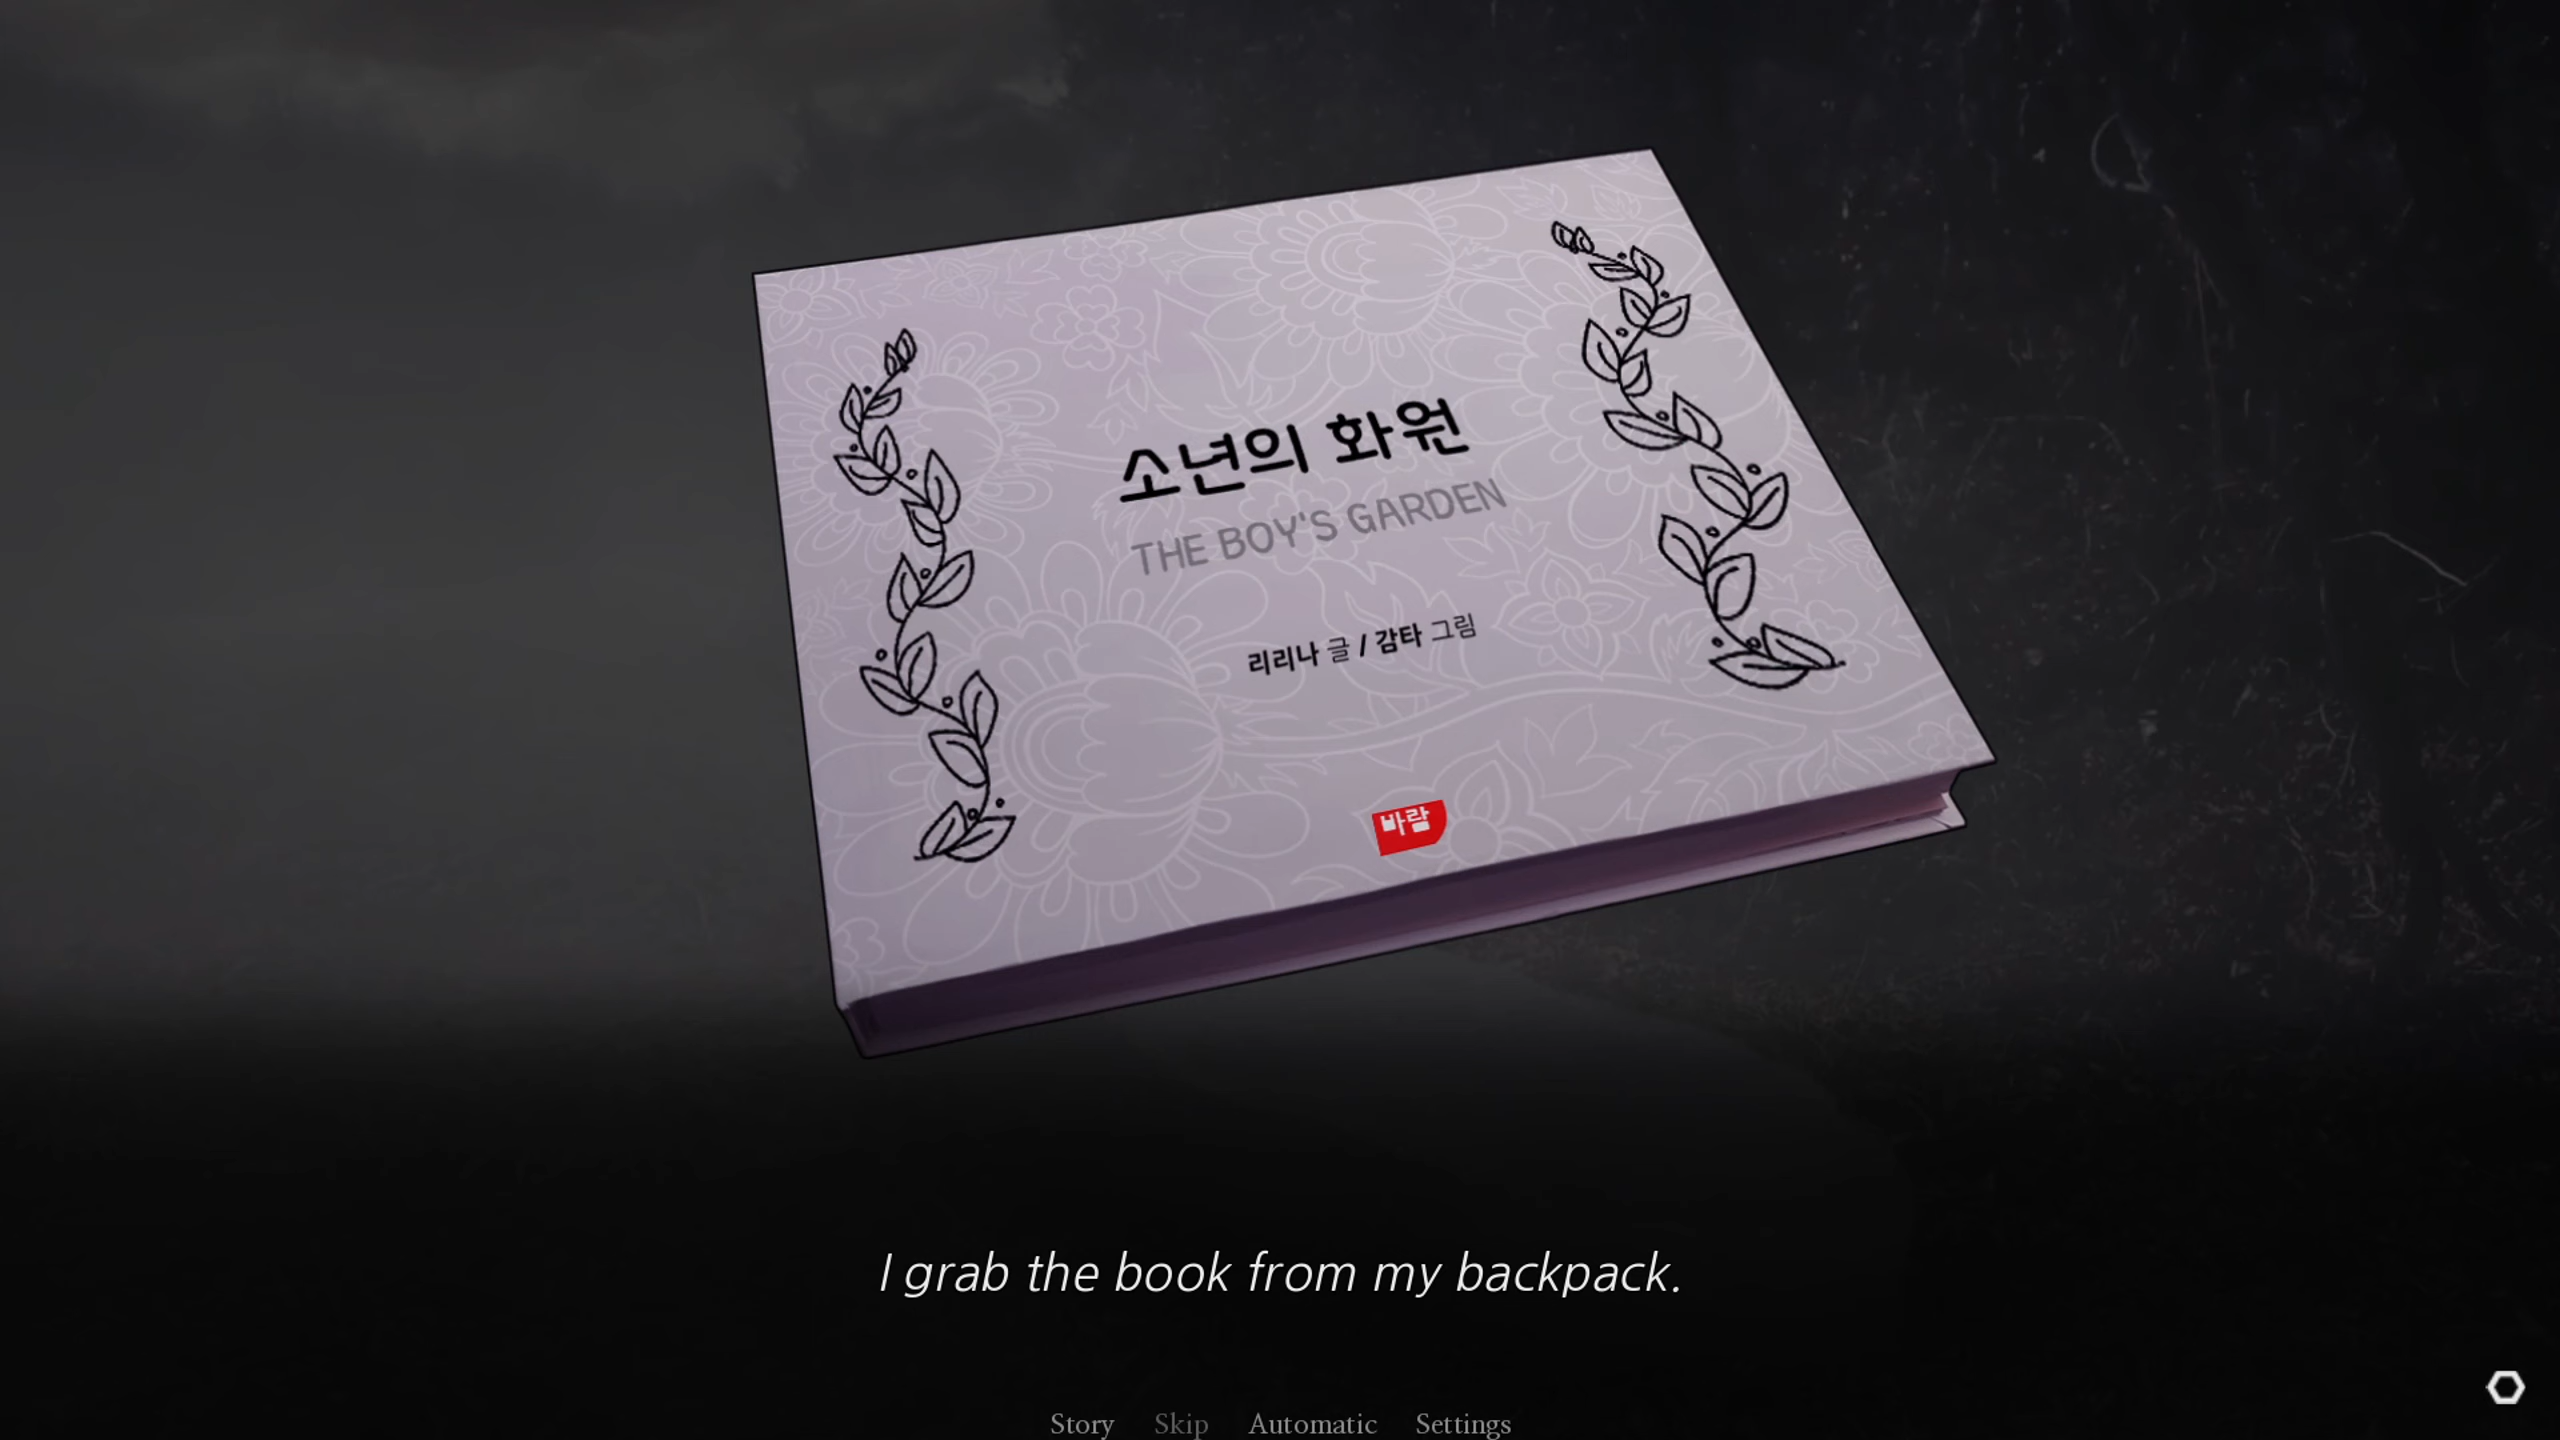 소년의 화원
THE BOY'S GARDEN
리리나 글 / 감타 그림
바람
I grab the book from my backpack.
Story Skip Automatic Settings